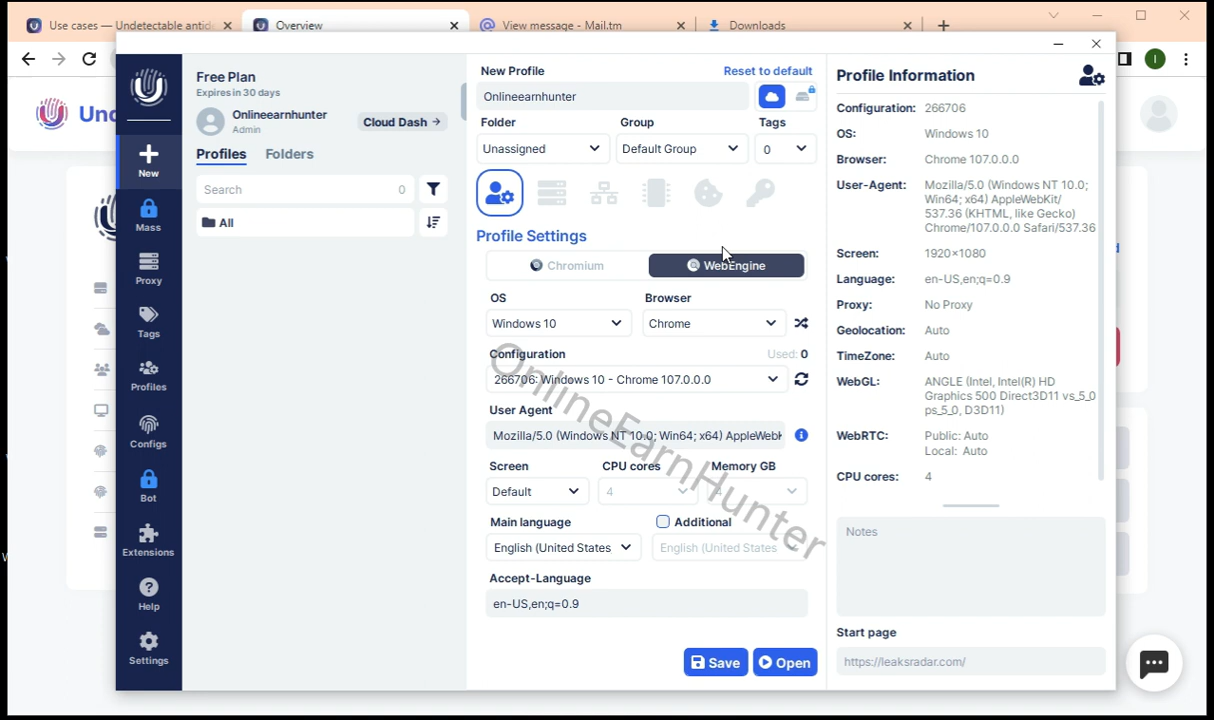 Use cases — Undetectable antide
Overview
View message - Mail.tm
Downloads
Und
I
Free Plan
Expires in 30 days
Onlineearnhunter
Admin
Cloud Dash
Profiles
Folders
Search
0
All
New
Mass
Proxy
Tags
Profiles
Configs
Bot
Extensions
Help
Settings
New Profile
Reset to default
Onlineearnhunter
Folder
Group
Tags
Unassigned
Default Group
0
Profile Settings
Chromium
WebEngine
OS
Browser
Windows 10
Chrome
Configuration
Used: 0
266706: Windows 10 - Chrome 107.0.0.0
User Agent
Mozilla/5.0 (Windows NT 10.0; Win64; x64) AppleWebK
Screen
CPU cores
Memory GB
Default
4
4
Main language
Additional
English (United States
English (United States
Accept-Language
en-US,en;q=0.9
Save
Open
OnlineEarnHunter
Profile Information
Configuration: 266706
OS: Windows 10
Browser: Chrome 107.0.0.0
User-Agent: Mozilla/5.0 (Windows NT 10.0;
Win64; x64) AppleWebKit/
537.36 (KHTML, like Gecko)
Chrome/107.0.0.0 Safari/537.36
Screen: 1920×1080
Language: en-US,en;q=0.9
Proxy: No Proxy
Geolocation: Auto
TimeZone: Auto
WebGL: ANGLE (Intel, Intel(R) HD
Graphics 500 Direct3D11 vs_5_0
ps_5_0, D3D11)
WebRTC: Public: Auto
Local: Auto
CPU cores: 4
Notes
Start page
https://leaksradar.com/